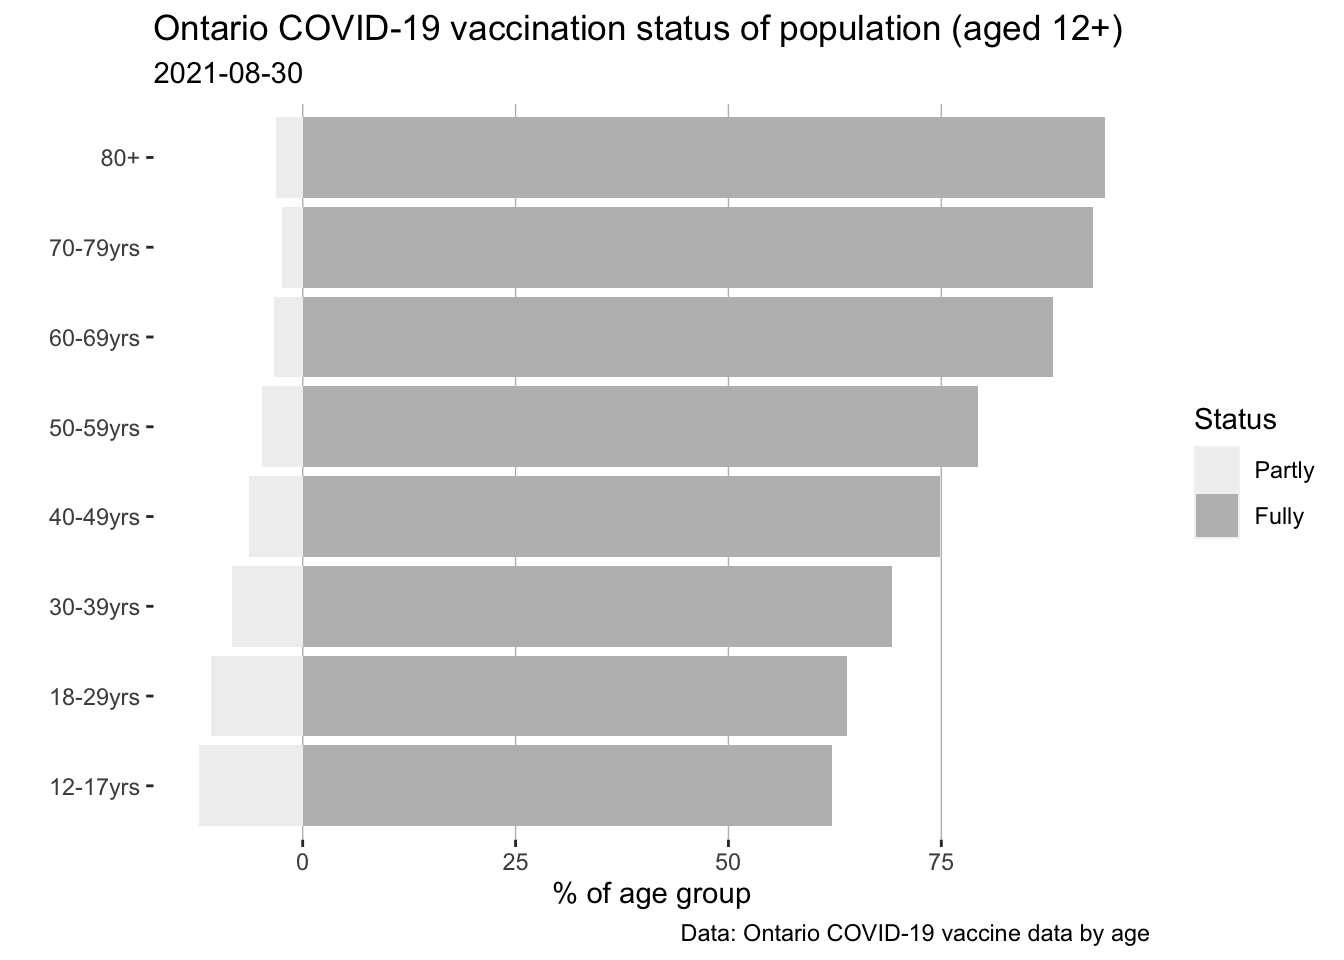 Ontario COVID-19 vaccination status of population (aged 12+)
2021-08-30
80+
70-79yrs
60-69yrs
50-59yrs
40-49yrs
30-39yrs
18-29yrs
12-17yrs
0
25
50
75
% of age group
Status
Partly
Fully
Data: Ontario COVID-19 vaccine data by age